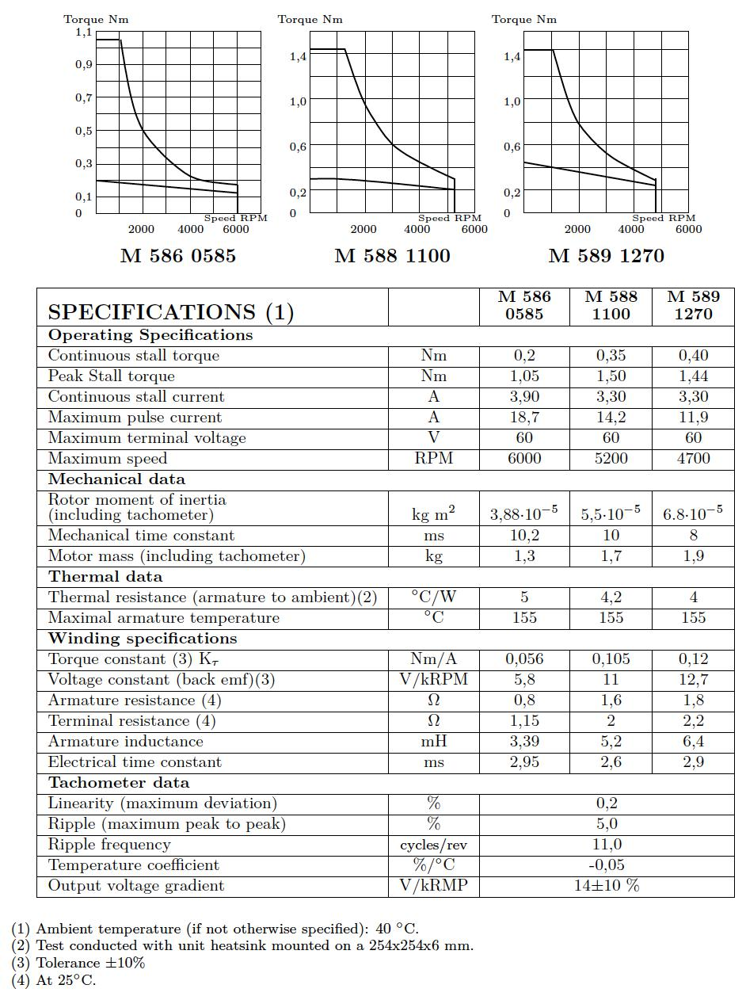 Torque Nm Torque Nm Torque Nm
1,1
0,9
0,7
0,5
0,3
0,1
0
Speed RPM
2000 4000 6000
1,4
1,0
0,6
0,2
0
Speed RPM
2000 4000 6000
1,4
1,0
0,6
0,2
0
Speed RPM
2000 4000 6000
M 586 0585 M 588 1100 M 589 1270
SPECIFICATIONS (1) M 586 0585 M 588 1100 M 589 1270
Operating Specifications
Continuous stall torque Nm 0,2 0,35 0,40
Peak Stall torque Nm 1,05 1,50 1,44
Continuous stall current A 3,90 3,30 3,30
Maximum pulse current A 18,7 14,2 11,9
Maximum terminal voltage V 60 60 60
Maximum speed RPM 6000 5200 4700
Mechanical data
Rotor moment of inertia
(including tachometer) kg m² 3,88·10⁻⁵ 5,5·10⁻⁵ 6.8·10⁻⁵
Mechanical time constant ms 10,2 10 8
Motor mass (including tachometer) kg 1,3 1,7 1,9
Thermal data
Thermal resistance (armature to ambient)(2) °C/W 5 4,2 4
Maximal armature temperature °C 155 155 155
Winding specifications
Torque constant (3) Kτ Nm/A 0,056 0,105 0,12
Voltage constant (back emf)(3) V/kRPM 5,8 11 12,7
Armature resistance (4) Ω 0,8 1,6 1,8
Terminal resistance (4) Ω 1,15 2 2,2
Armature inductance mH 3,39 5,2 6,4
Electrical time constant ms 2,95 2,6 2,9
Tachometer data
Linearity (maximum deviation) % 0,2
Ripple (maximum peak to peak) % 5,0
Ripple frequency cycles/rev 11,0
Temperature coefficient %/°C -0,05
Output voltage gradient V/kRMP 14±10 %
(1) Ambient temperature (if not otherwise specified): 40 °C.
(2) Test conducted with unit heatsink mounted on a 254x254x6 mm.
(3) Tolerance ±10%
(4) At 25°C.